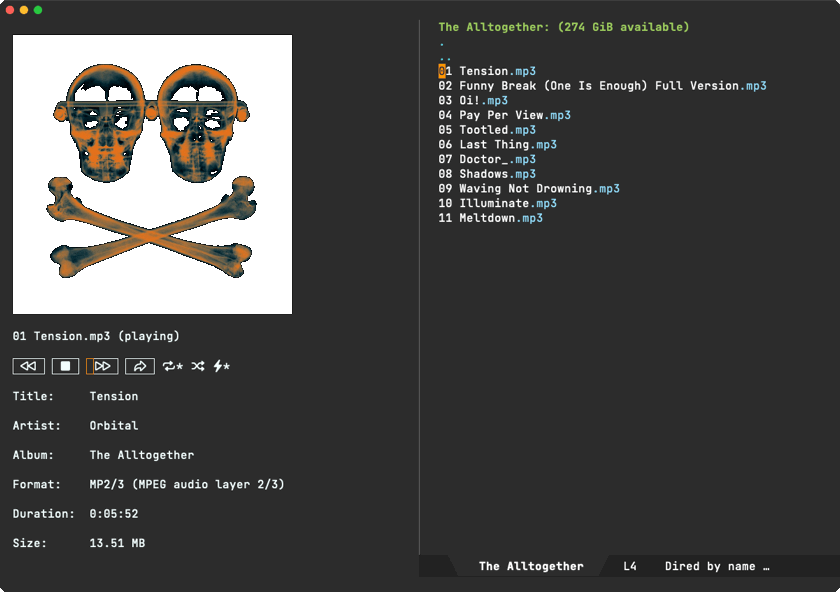 01 Tension.mp3 (playing)
Title: Tension
Artist: Orbital
Album: The Alltogether
Format: MP2/3 (MPEG audio layer 2/3)
Duration: 0:05:52
Size: 13.51 MB
The Alltogether: (274 GiB available)
.
..
01 Tension.mp3
02 Funny Break (One Is Enough) Full Version.mp3
03 Oi!.mp3
04 Pay Per View.mp3
05 Tootled.mp3
06 Last Thing.mp3
07 Doctor_.mp3
08 Shadows.mp3
09 Waving Not Drowning.mp3
10 Illuminate.mp3
11 Meltdown.mp3
The Alltogether L4 Dired by name …